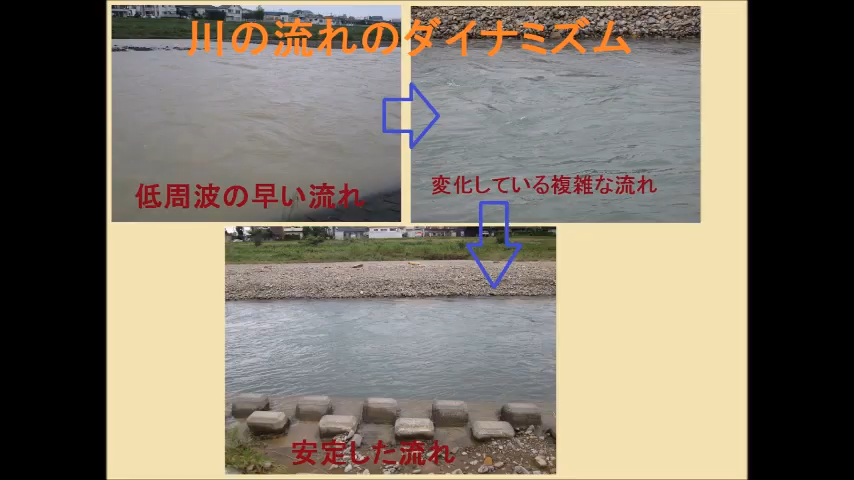 川の流れのダイナミズム
低周波の早い流れ
変化している複雑な流れ
安定した流れ